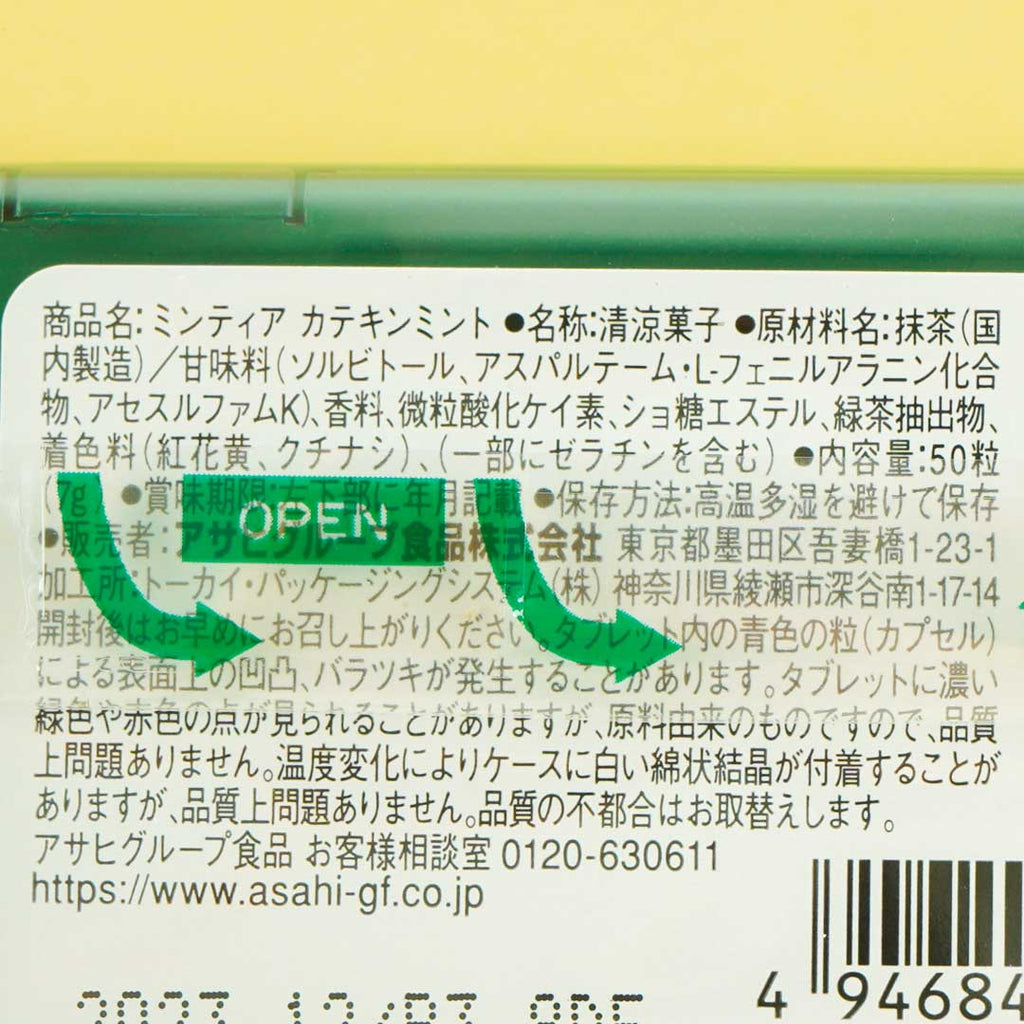 商品名:ミンティア カテキンミント ●名称:清涼菓子 ●原材料名:抹茶(国
内製造)/甘味料(ソルビトール、アスパルテーム・L-フェニルアラニン化合
物、アセスルファムK)、香料、微粒酸化ケイ素、ショ糖エステル、緑茶抽出物、
着色料(紅花黄、クチナシ)、(一部にゼラチンを含む) ●内容量:50粒
(7g) ●賞味期限:左下部に年月記載 ●保存方法:高温多湿を避けて保存
OPEN
●販売者:アサヒグループ食品株式会社 東京都墨田区吾妻橋1-23-1
加工所:トーカイ・パッケージングシステム(株) 神奈川県綾瀬市深谷南1-17-14
開封後はお早めにお召し上がりください。タブレット内の青色の粒(カプセル)
による表面上の凹凸、バラツキが発生することがあります。タブレットに濃い
緑色や赤色の点が見られることがありますが、原料由来のものですので、品質
上問題ありません。温度変化によりケースに白い綿状結晶が付着することが
ありますが、品質上問題ありません。品質の不都合はお取替えします。
アサヒグループ食品 お客様相談室 0120-630611
https://www.asahi-gf.co.jp
4 94684